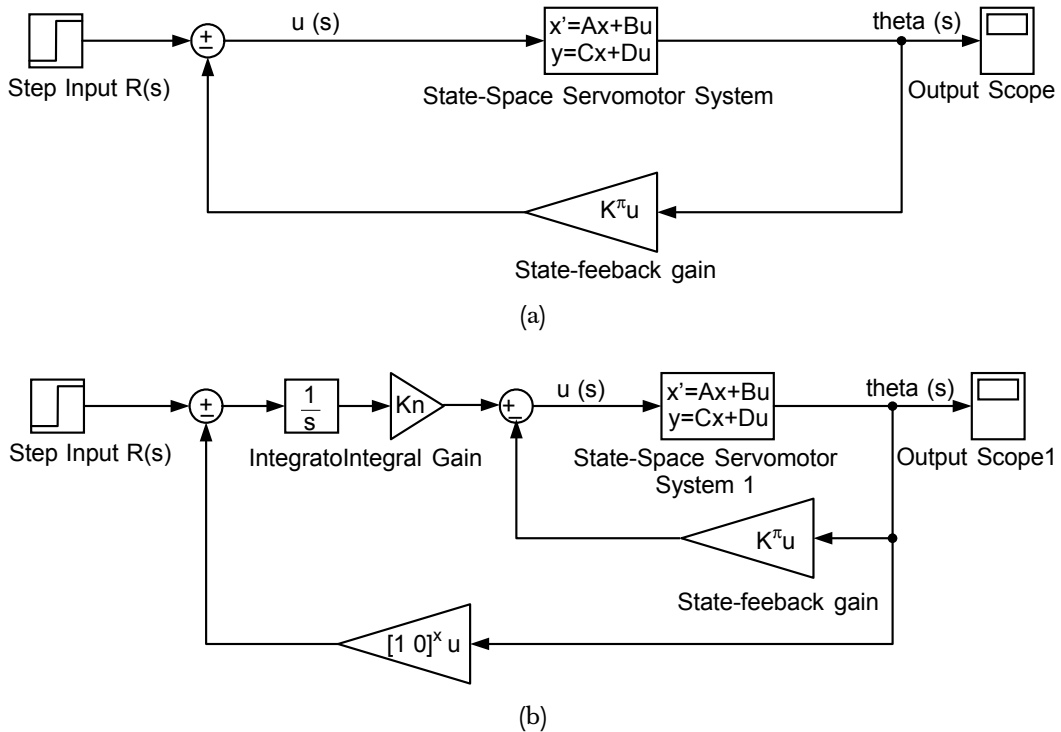 u (s)
x'=Ax+Bu
y=Cx+Du
theta (s)
±
Step Input R(s)
State-Space Servomotor System
Output Scope
K^π u
State-feeback gain
(a)
u (s)
x'=Ax+Bu
y=Cx+Du
theta (s)
±
1
s
Kn
+
−
Step Input R(s)
IntegratoIntegral Gain
State-Space Servomotor
System 1
Output Scope1
K^π u
State-feeback gain
[1 0]^x u
(b)